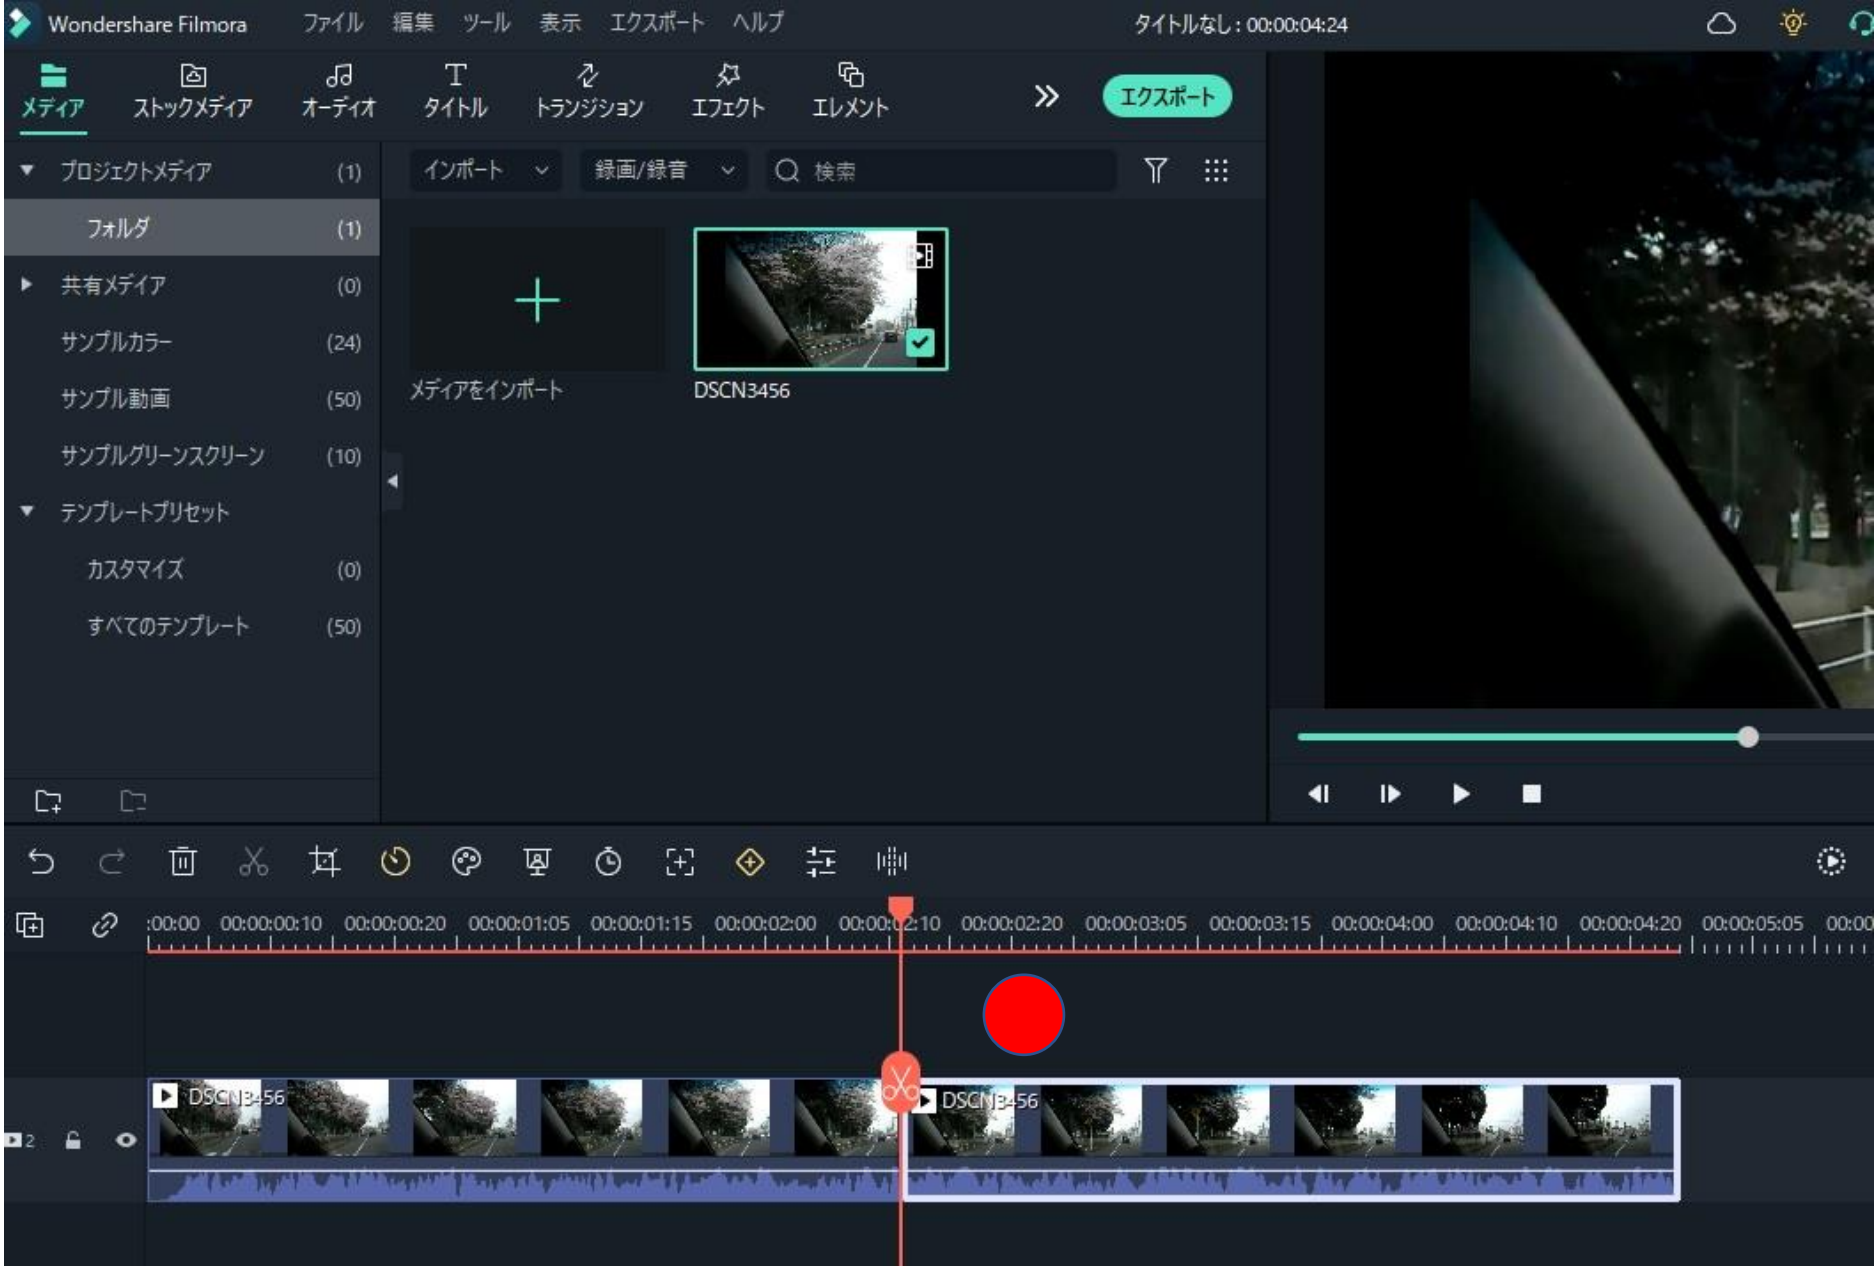 Wondershare Filmora ファイル 編集 ツール 表示 エクスポート ヘルプ タイトルなし : 00:00:04:24
メディア ストックメディア オーディオ タイトル トランジション エフェクト エレメント エクスポート
プロジェクトメディア (1) インポート 録画/録音 検索
フォルダ (1)
共有メディア (0)
サンプルカラー (24)
メディアをインポート DSCN3456
サンプル動画 (50)
サンプルグリーンスクリーン (10)
テンプレートプリセット
カスタマイズ (0)
すべてのテンプレート (50)
:00:00 00:00:00:10 00:00:00:20 00:00:01:05 00:00:01:15 00:00:02:00 00:00:02:10 00:00:02:20 00:00:03:05 00:00:03:15 00:00:04:00 00:00:04:10 00:00:04:20 00:00:05:05 00:00
DSCN3456 DSCN3456
2